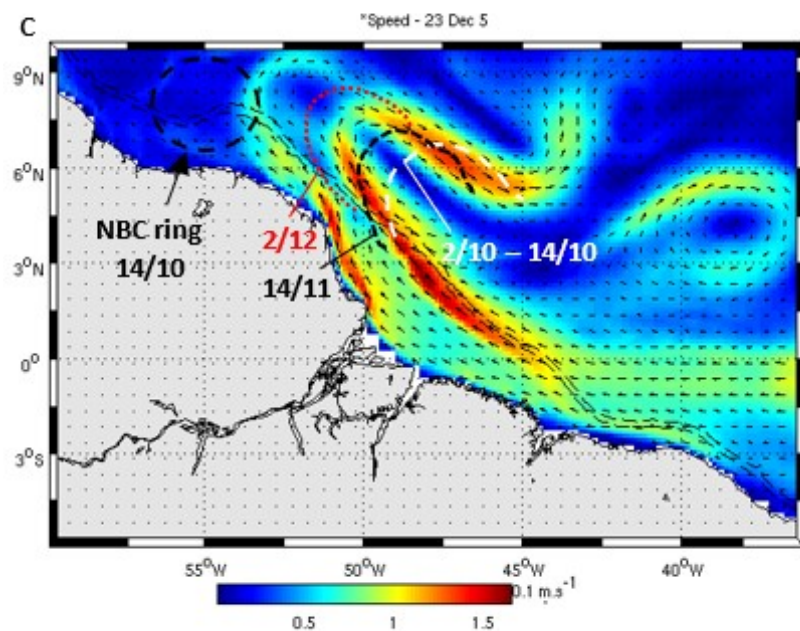 C
*Speed - 23 Dec 5
9°N
6°N
3°N
0°
3°S
NBC ring
14/10
2/12
14/11
2/10 – 14/10
55°W
50°W
45°W
40°W
0.1 m.s⁻¹
0.5
1
1.5